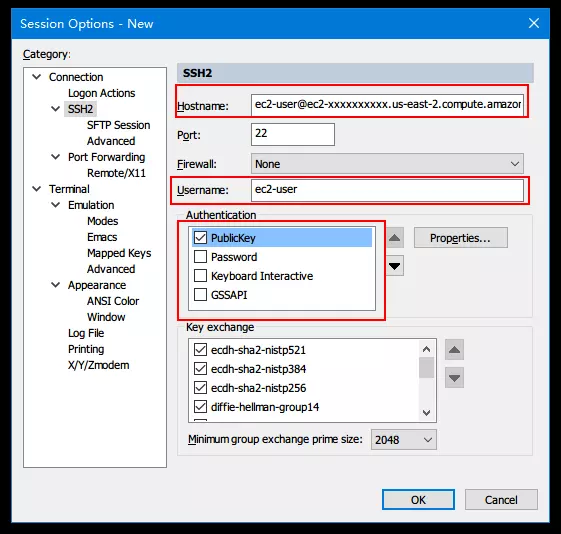 Session Options - New
Category:
Connection
Logon Actions
SSH2
SFTP Session
Advanced
Port Forwarding
Remote/X11
Terminal
Emulation
Modes
Emacs
Mapped Keys
Advanced
Appearance
ANSI Color
Window
Log File
Printing
X/Y/Zmodem
SSH2
Hostname: ec2-user@ec2-xxxxxxxxxx.us-east-2.compute.amazon
Port: 22
Firewall: None
Username: ec2-user
Authentication
PublicKey
Password
Keyboard Interactive
GSSAPI
Properties...
Key exchange
ecdh-sha2-nistp521
ecdh-sha2-nistp384
ecdh-sha2-nistp256
diffie-hellman-group14
Minimum group exchange prime size: 2048
OK Cancel